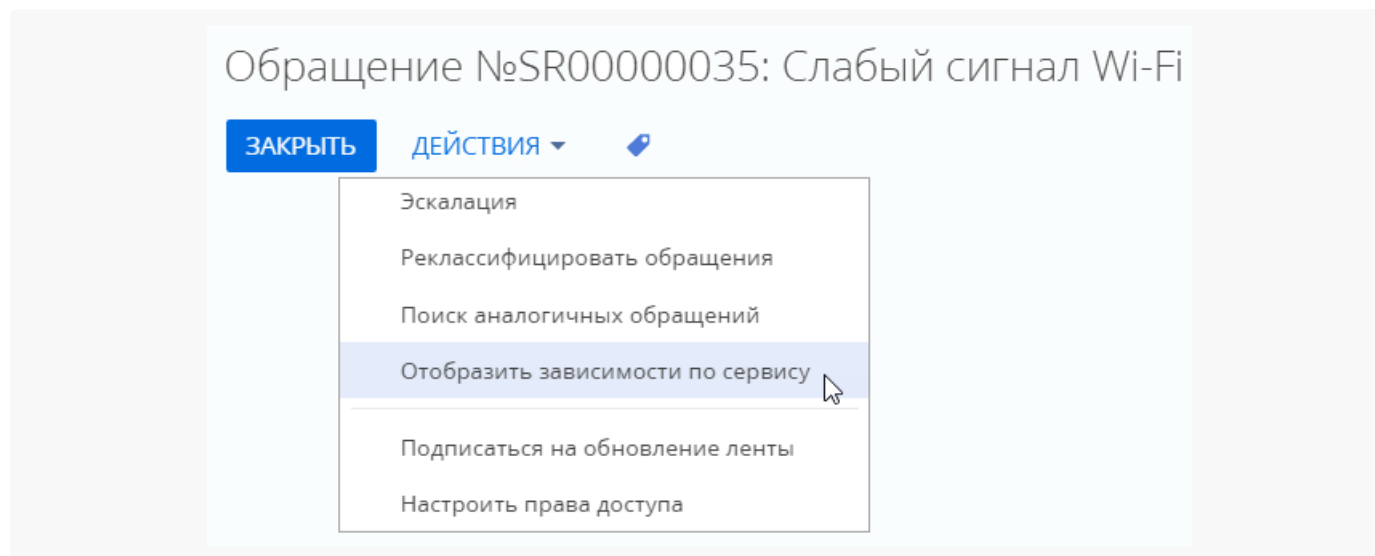 Обращение №SR00000035: Слабый сигнал Wi-Fi
ЗАКРЫТЬ ДЕЙСТВИЯ
Эскалация
Реклассифицировать обращения
Поиск аналогичных обращений
Отобразить зависимости по сервису
Подписаться на обновление ленты
Настроить права доступа